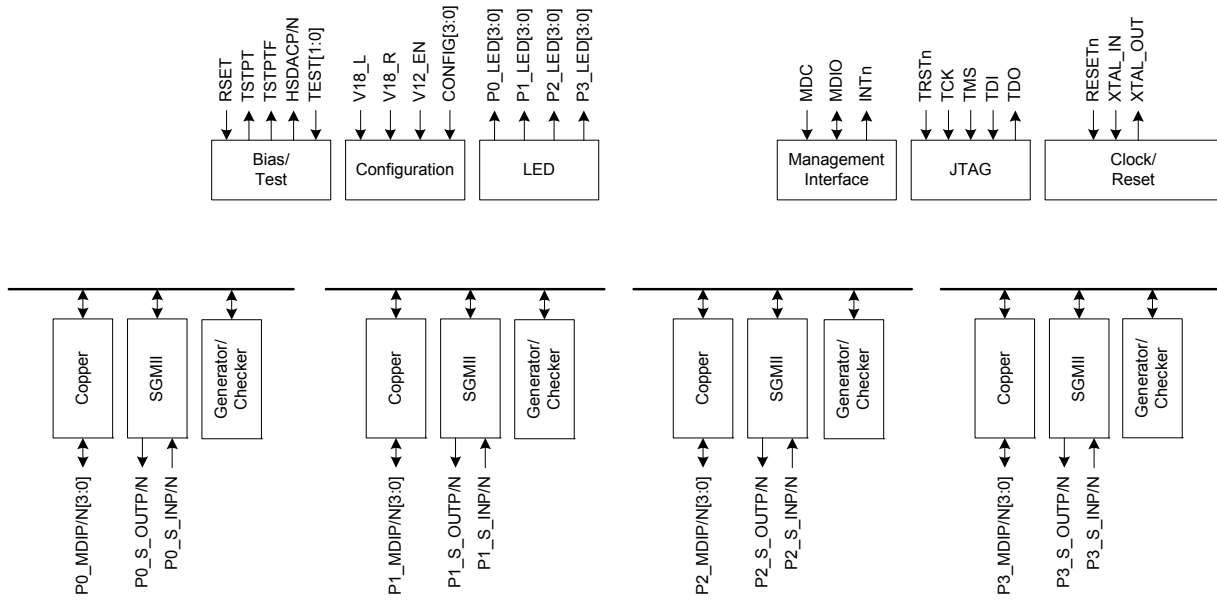 RSET
TSTPT
TSTPTF
HSDACP/N
TEST[1:0]
V18_L
V18_R
V12_EN
CONFIG[3:0]
P0_LED[3:0]
P1_LED[3:0]
P2_LED[3:0]
P3_LED[3:0]
MDC
MDIO
INTn
TRSTn
TCK
TMS
TDI
TDO
RESETn
XTAL_IN
XTAL_OUT
Bias/
Test
Configuration
LED
Management
Interface
JTAG
Clock/
Reset
Copper
SGMII
Generator/
Checker
Copper
SGMII
Generator/
Checker
Copper
SGMII
Generator/
Checker
Copper
SGMII
Generator/
Checker
P0_MDIP/N[3:0]
P0_S_OUTP/N
P0_S_INP/N
P1_MDIP/N[3:0]
P1_S_OUTP/N
P1_S_INP/N
P2_MDIP/N[3:0]
P2_S_OUTP/N
P2_S_INP/N
P3_MDIP/N[3:0]
P3_S_OUTP/N
P3_S_INP/N